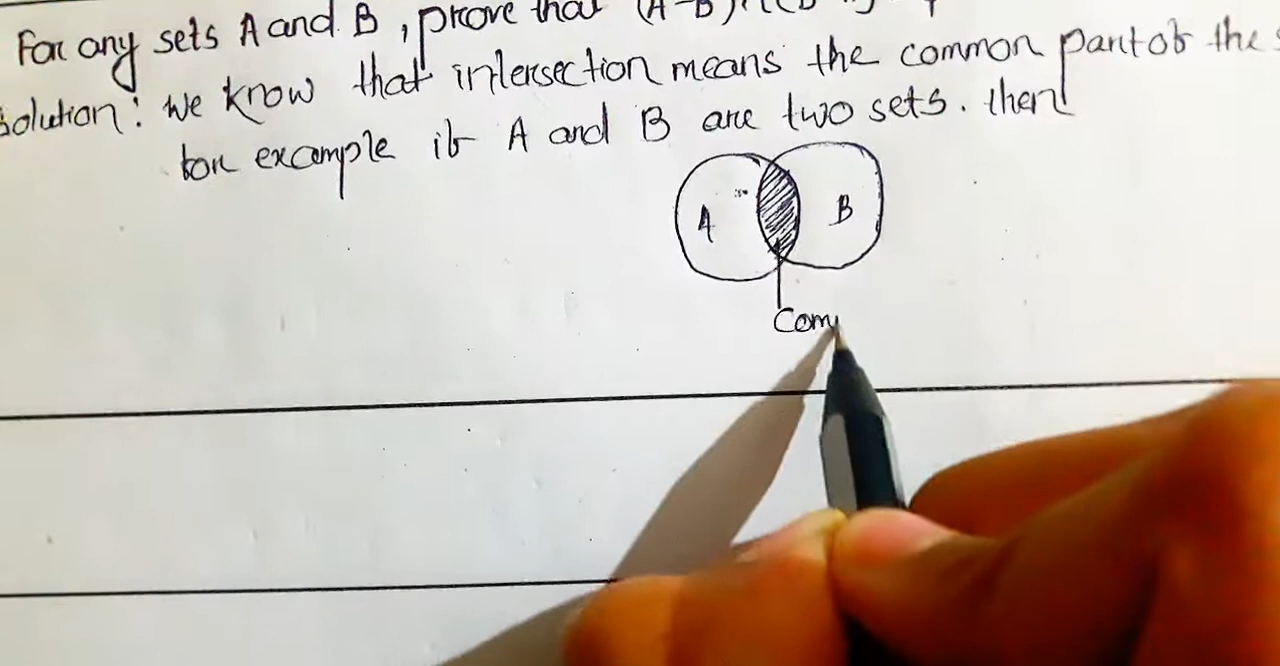 For any sets A and B, prove that (A-B)
solution: we know that intersection means the common part of the
for example if A and B are two sets. then
A B
Com